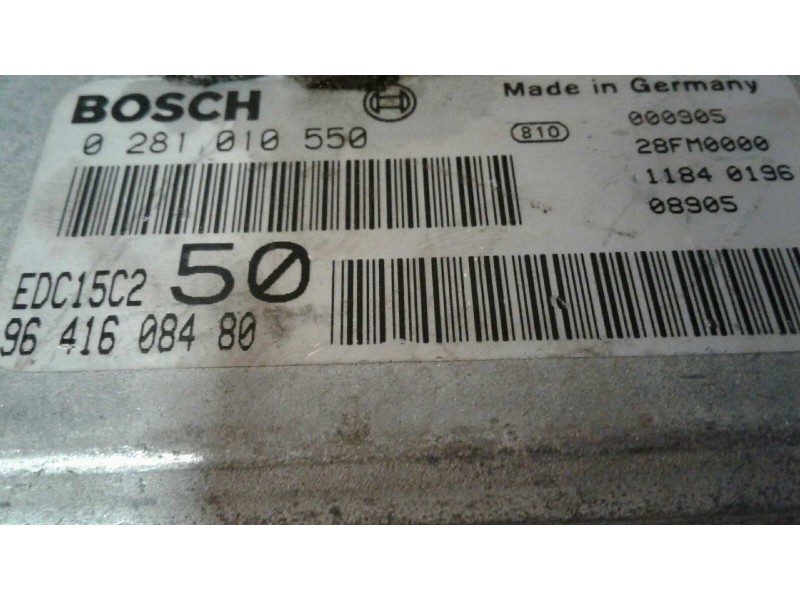 BOSCH
0 281 010 550
EDC15C2 50
96 416 084 80
Made in Germany
810
000905
28FM0000
1184 0196
08905